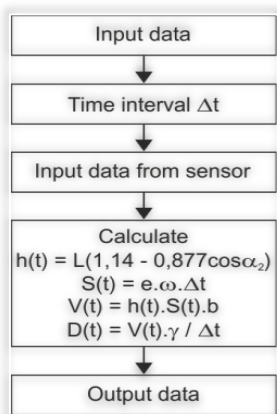 Input data
Time interval Δt
Input data from sensor
Calculate
h(t) = L(1,14 - 0,877cosα₂)
S(t) = e.ω.Δt
V(t) = h(t).S(t).b
D(t) = V(t).γ / Δt
Output data